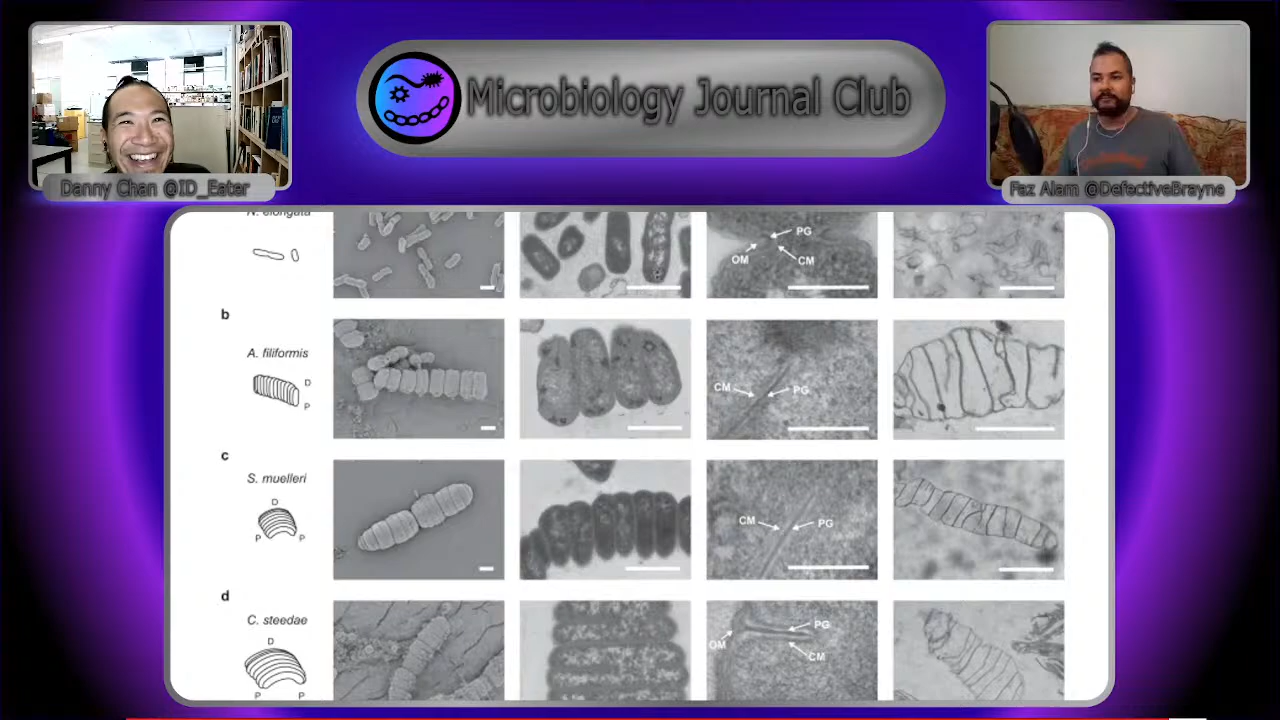 Microbiology Journal Club
Danny Chan @ID_Eater
Faz Alam @DefectiveBrayne
N. elongata
PG
OM
CM
b
A. filiformis
D
P
CM
PG
c
S. muelleri
D
P
P
CM
PG
d
C. steedae
D
P
P
PG
OM
CM